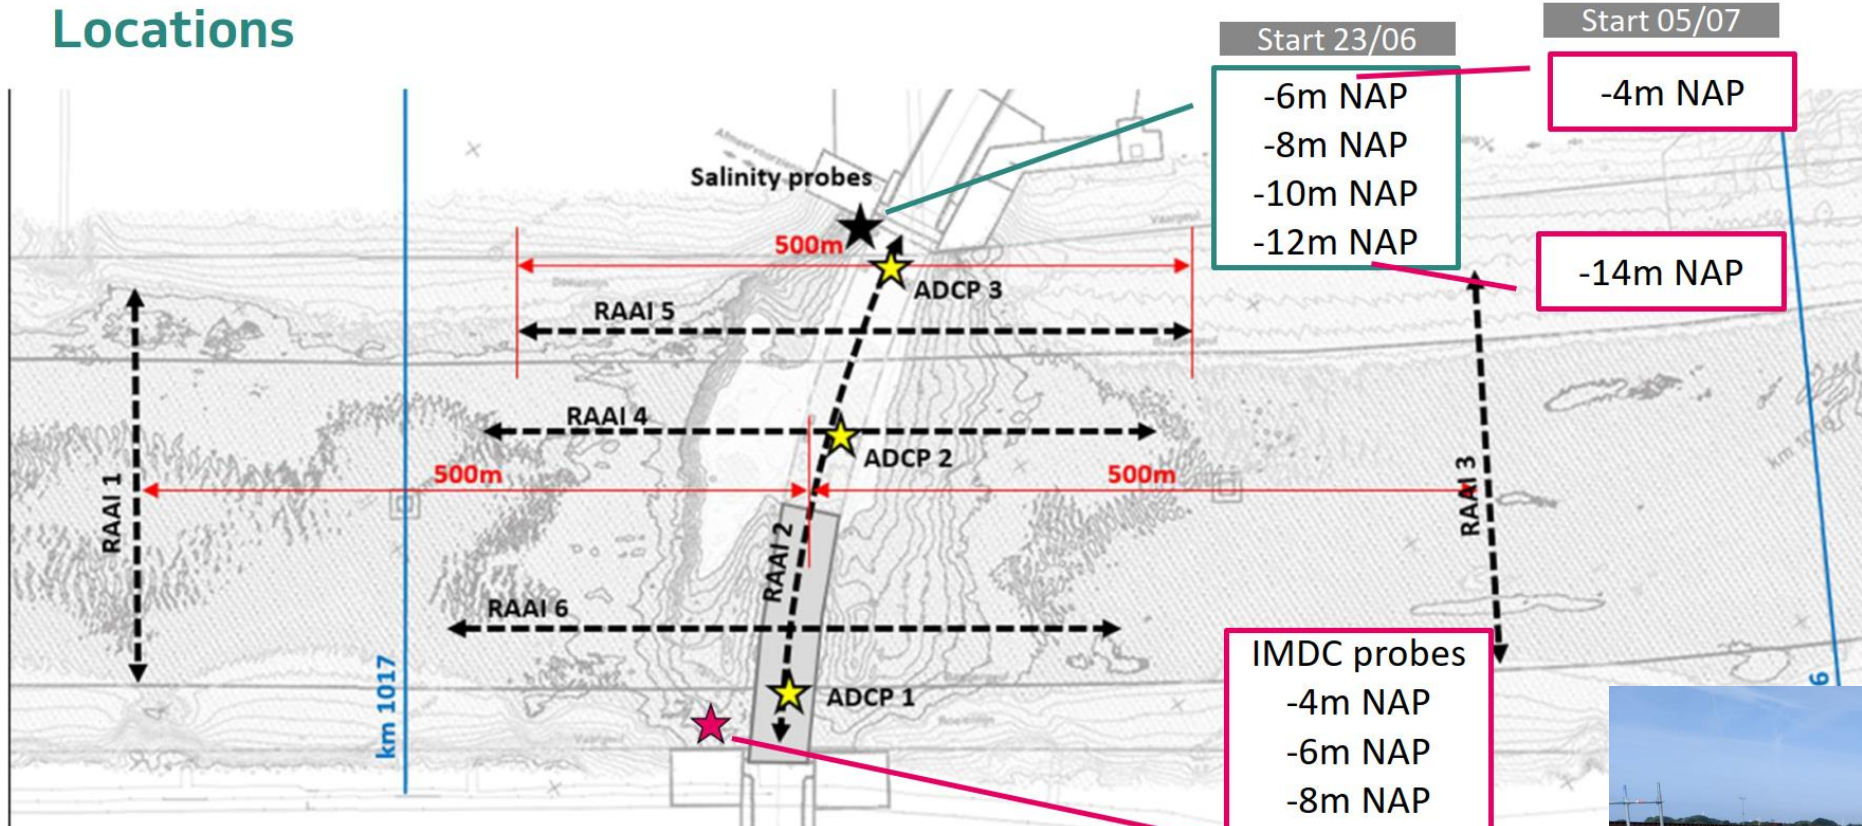 Locations
Start 23/06
Start 05/07
-6m NAP
-8m NAP
-10m NAP
-12m NAP
-4m NAP
-14m NAP
Salinity probes
500m
ADCP 3
RAAI 5
RAAI 4
ADCP 2
500m
500m
RAAI 1
RAAI 2
RAAI 3
RAAI 6
ADCP 1
km 1017
6
IMDC probes
-4m NAP
-6m NAP
-8m NAP